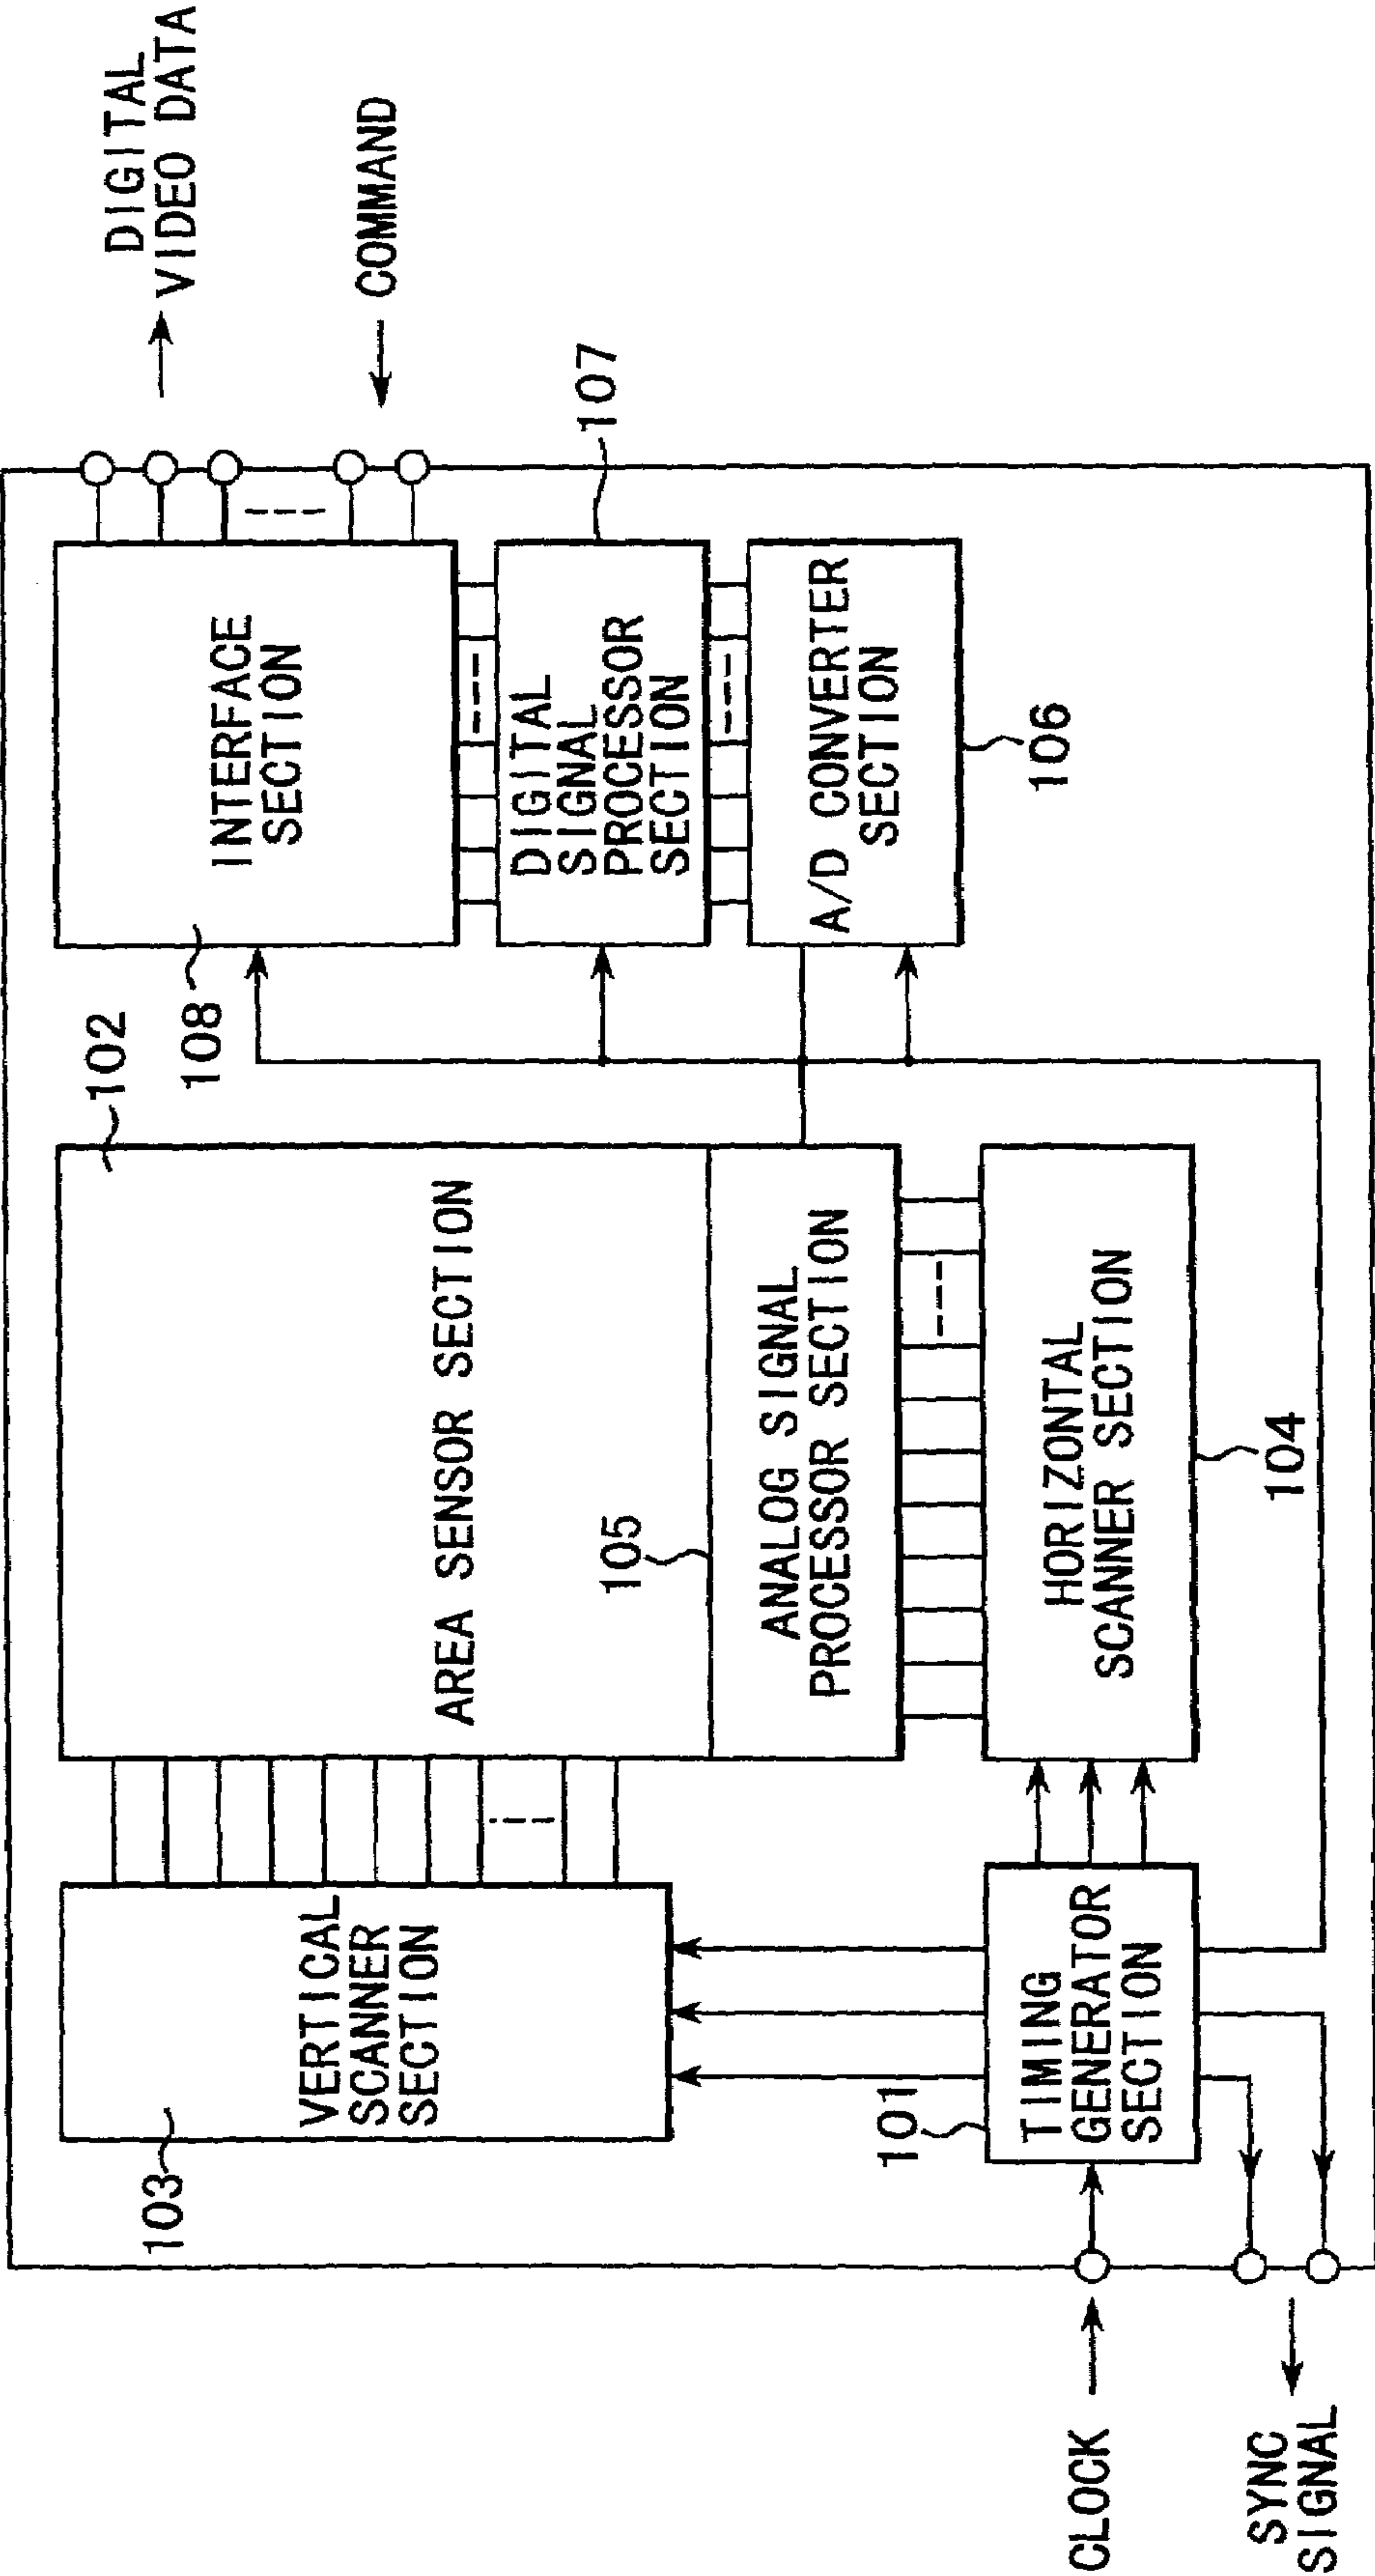 103
VERTICAL
SCANNER
SECTION
102
AREA SENSOR SECTION
105
ANALOG SIGNAL
PROCESSOR SECTION
108
INTERFACE
SECTION
DIGITAL
VIDEO DATA
COMMAND
DIGITAL
SIGNAL
PROCESSOR
SECTION
107
A/D CONVERTER
SECTION
106
101
TIMING
GENERATOR
SECTION
HORIZONTAL
SCANNER SECTION
104
CLOCK
SYNC
SIGNAL